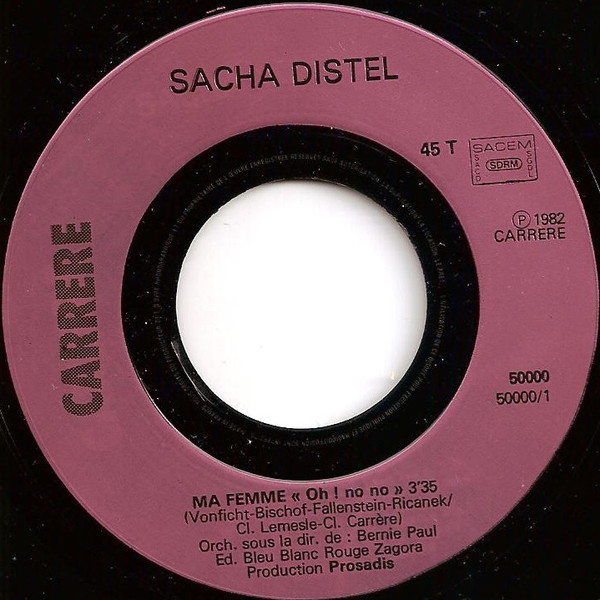 SACHA DISTEL
45 T
SACEM
SACD
SDRM
SGDL
℗ 1982
CARRERE
CARRERE
50000
50000/1
MA FEMME « Oh ! no no » 3'35
(Vonficht-Bischof-Fallenstein-Ricanek/
Cl. Lemesle-Cl. Carrère)
Orch. sous la dir. de : Bernie Paul
Ed. Bleu Blanc Rouge Zagora
Production Prosadis